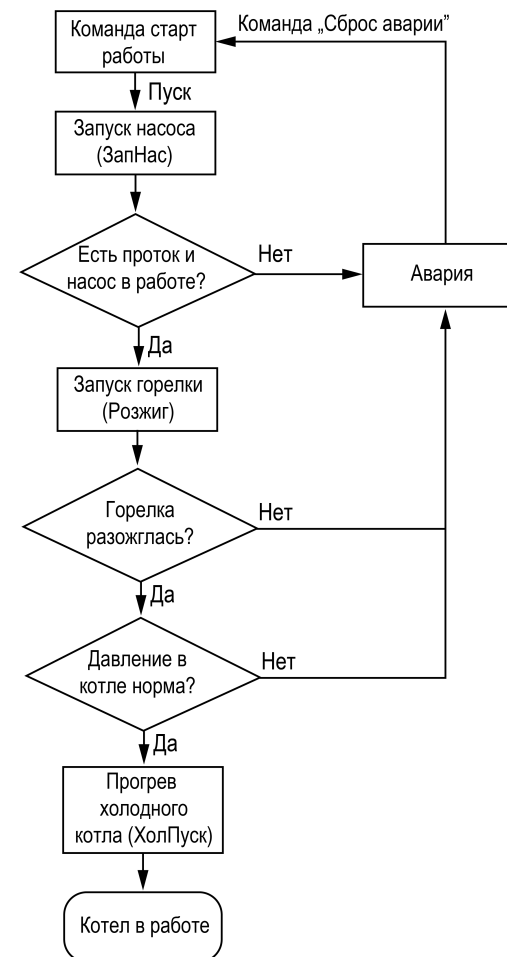 Команда старт
работы
Команда „Сброс аварии”
Пуск
Запуск насоса
(ЗапНас)
Есть проток и
насос в работе?
Нет
Авария
Да
Запуск горелки
(Розжиг)
Горелка
разожглась?
Нет
Да
Давление в
котле норма?
Нет
Да
Прогрев
холодного
котла (ХолПуск)
Котел в работе